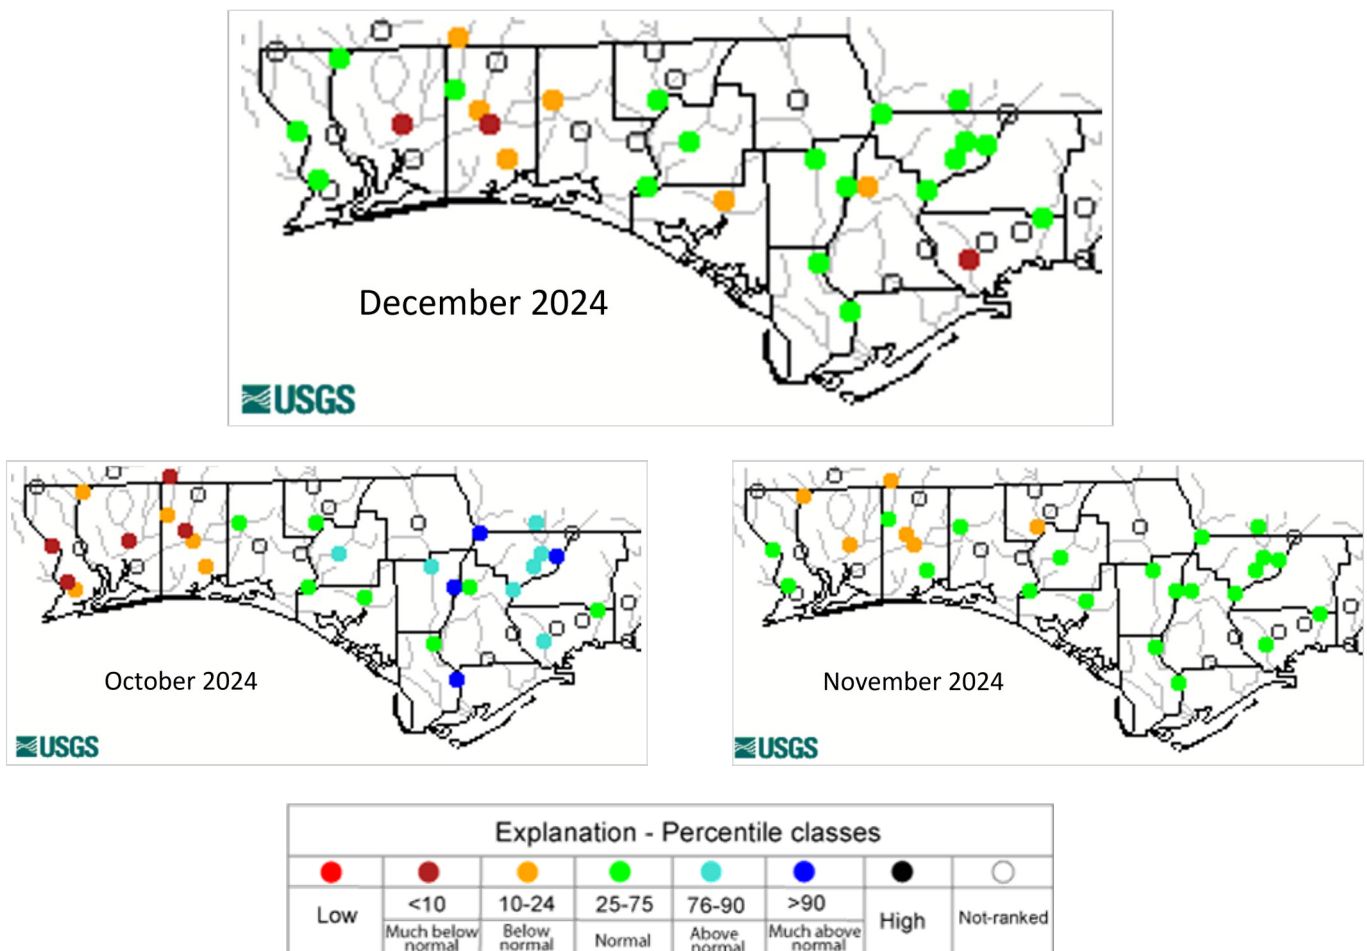 December 2024
USGS
October 2024
USGS
November 2024
USGS
Explanation - Percentile classes
Low
<10
10-24
25-75
76-90
>90
High
Not-ranked
Much below
normal
Below
normal
Normal
Above
normal
Much above
normal